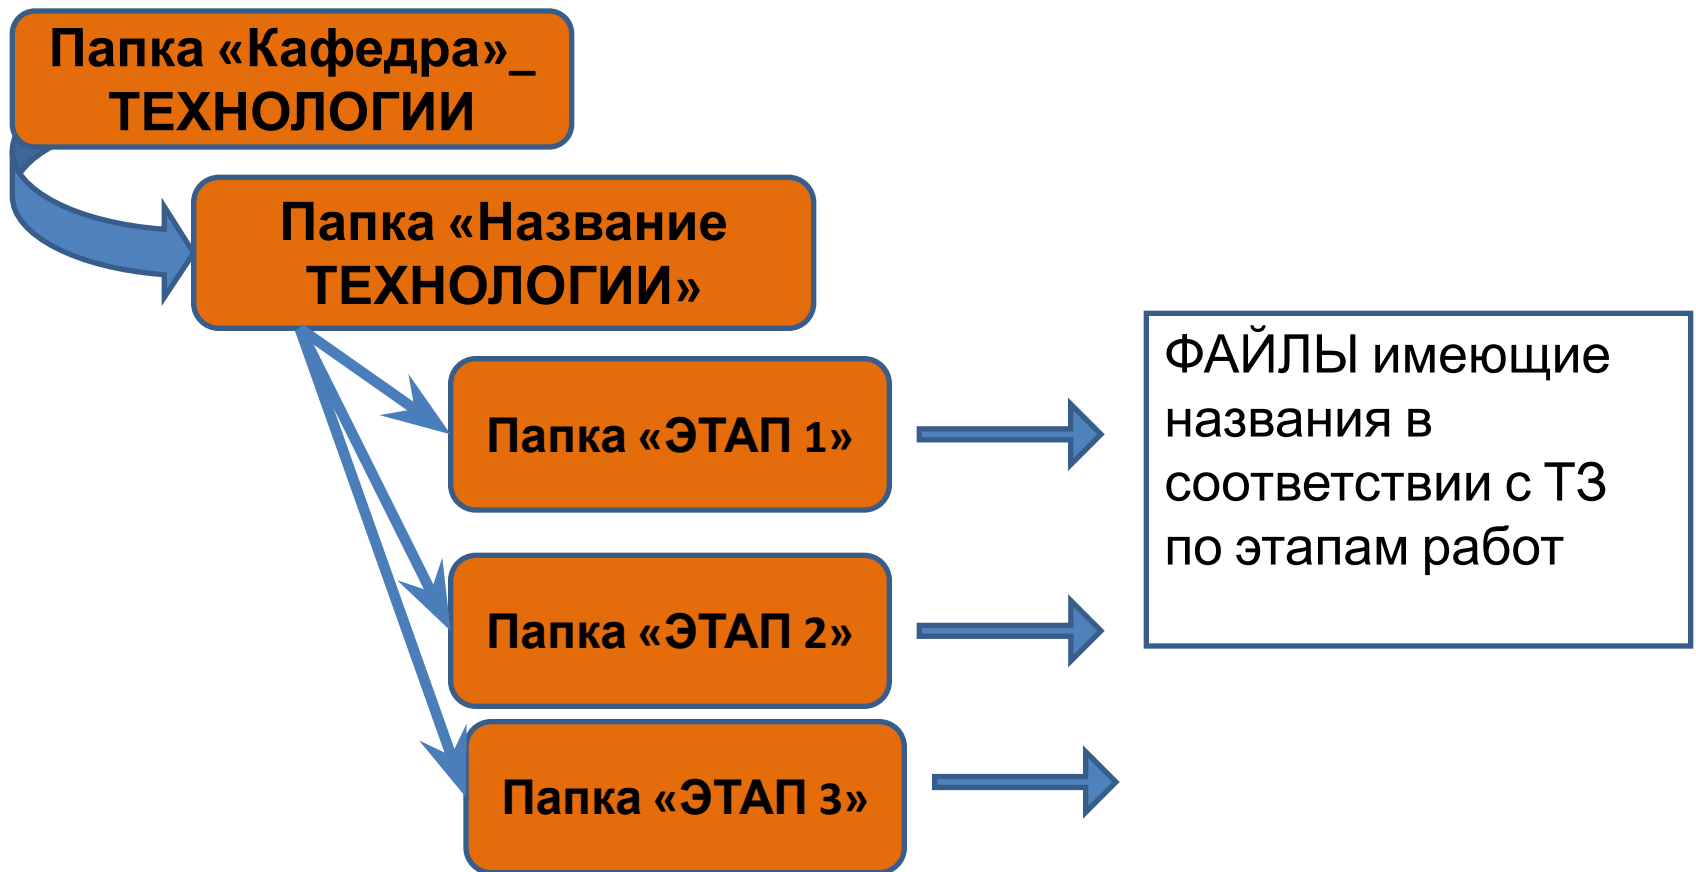 Папка «Кафедра»_
ТЕХНОЛОГИИ
Папка «Название
ТЕХНОЛОГИИ»
Папка «ЭТАП 1»
Папка «ЭТАП 2»
Папка «ЭТАП 3»
ФАЙЛЫ имеющие
названия в
соответствии с ТЗ
по этапам работ